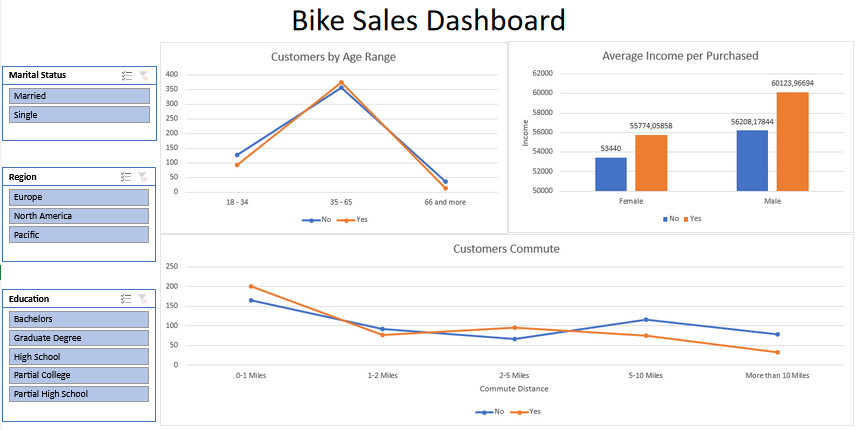 Bike Sales Dashboard
Marital Status
Married
Single
Region
Europe
North America
Pacific
Education
Bachelors
Graduate Degree
High School
Partial College
Partial High School
Customers by Age Range
400
350
300
250
200
150
100
50
0
18 - 34
35 - 65
66 and more
No
Yes
Average Income per Purchased
Income
62000
60000
58000
56000
54000
52000
50000
53440
55774,05858
56208,17844
60123,96694
Female
Male
No
Yes
Customers Commute
250
200
150
100
50
0
0-1 Miles
1-2 Miles
2-5 Miles
5-10 Miles
More than 10 Miles
Commute Distance
No
Yes